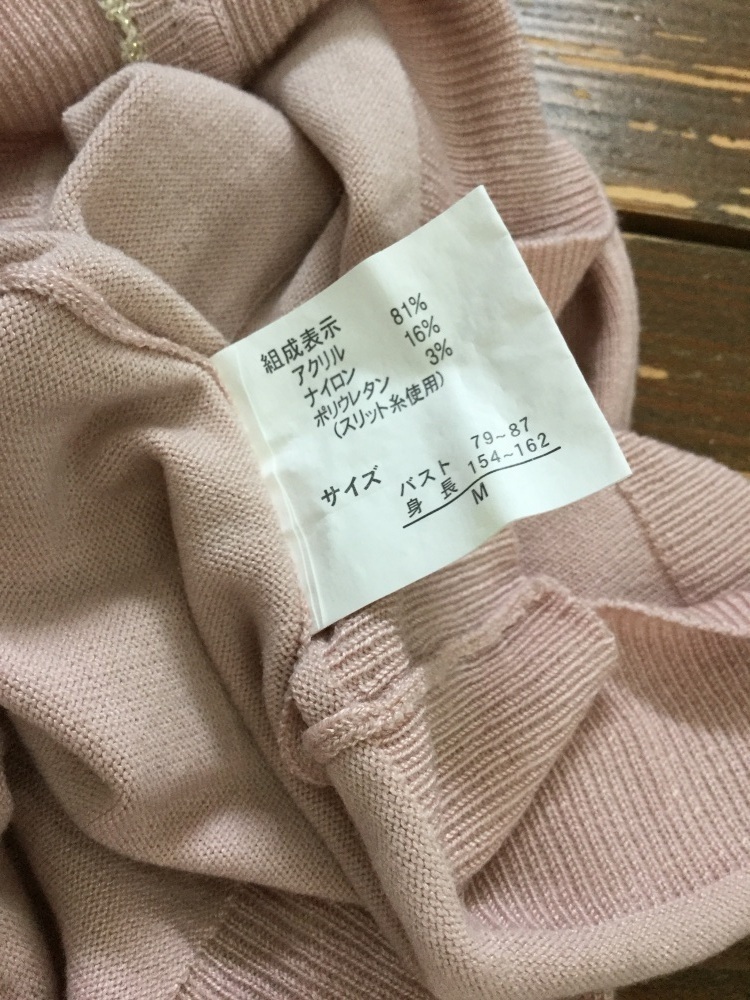 組成表示
アクリル 81%
ナイロン 16%
ポリウレタン 3%
(スリット糸使用)
サイズ バスト 79~87
身長 154~162
M